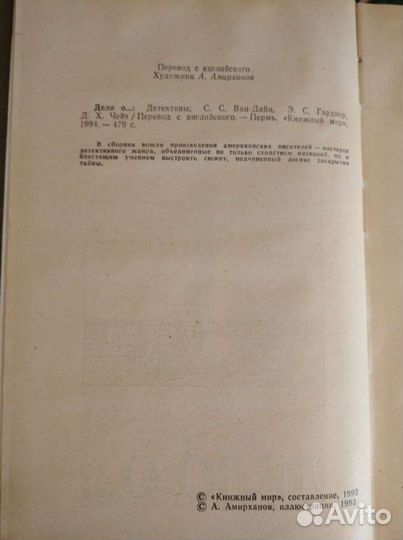 Перевод с английского
Художник А. Амирханов
Дело о...: Детективы; С. С. Ван-Дайн, Э. С. Гарднер,
Д. Х. Чейз / Перевод с английского. — Пермь, «Книжный мир»,
1994. — 479 с.
В сборник вошли произведения американских писателей — мастеров
детективного жанра, объединенные не только сходством названий, но и
блестящим умением выстроить сюжет, подчиненный логике раскрытия
тайны.
© «Книжный мир», составление, 1993
© А. Амирханов, иллюстрации, 1993
Avito